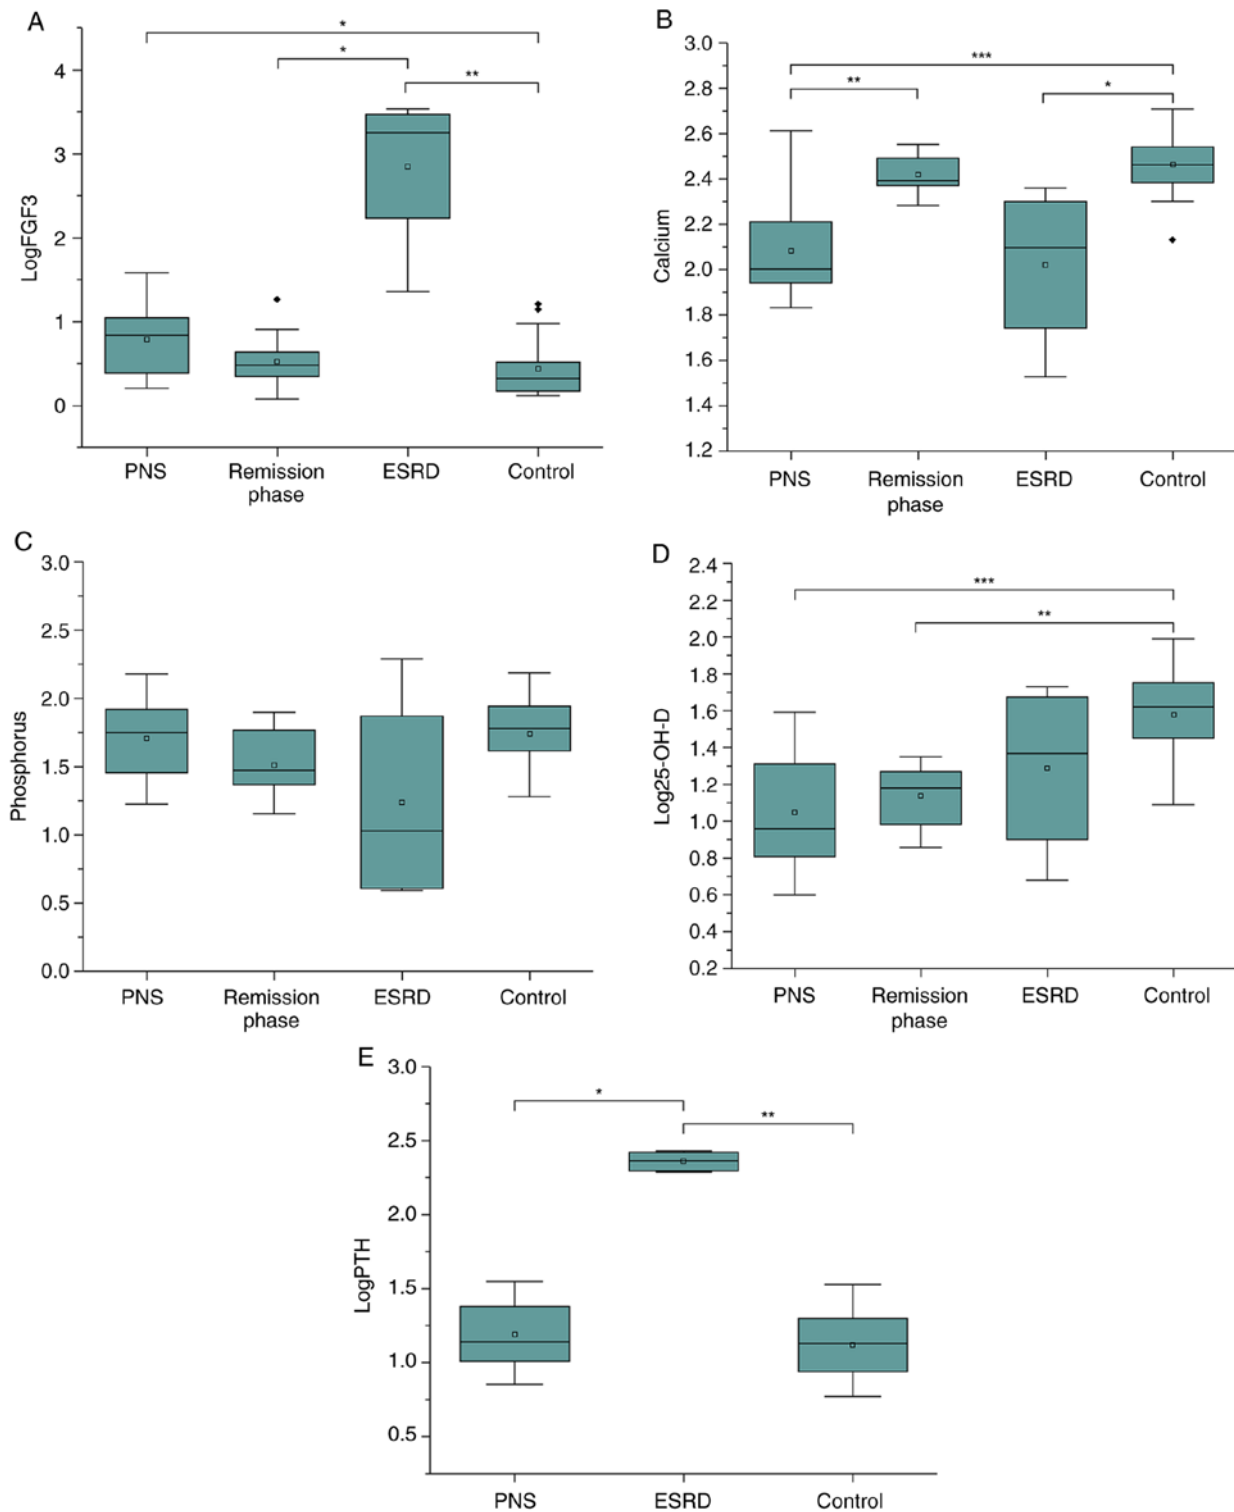 A
*
*
**
4
3
2
1
0
LogFGF3
PNS
Remission
phase
ESRD
Control
B
***
**
*
3.0
2.8
2.6
2.4
2.2
2.0
1.8
1.6
1.4
1.2
Calcium
PNS
Remission
phase
ESRD
Control
C
3.0
2.5
2.0
1.5
1.0
0.5
0.0
Phosphorus
PNS
Remission
phase
ESRD
Control
D
***
**
2.4
2.2
2.0
1.8
1.6
1.4
1.2
1.0
0.8
0.6
0.4
0.2
Log25-OH-D
PNS
Remission
phase
ESRD
Control
E
*
**
3.0
2.5
2.0
1.5
1.0
0.5
LogPTH
PNS
ESRD
Control